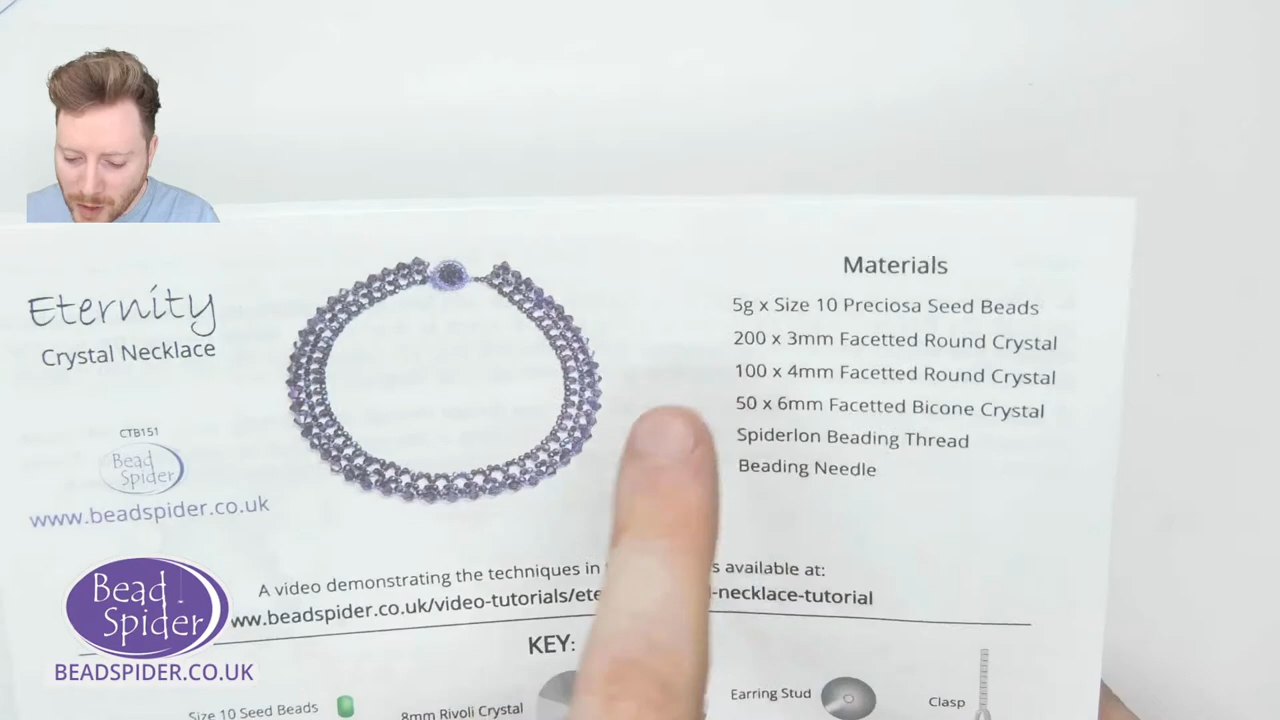 Eternity
Crystal Necklace
CTB151
Bead
Spider
www.beadspider.co.uk
Materials
5g x Size 10 Preciosa Seed Beads
200 x 3mm Facetted Round Crystal
100 x 4mm Facetted Round Crystal
50 x 6mm Facetted Bicone Crystal
Spiderlon Beading Thread
Beading Needle
A video demonstrating the techniques in available at:
ww.beadspider.co.uk/video-tutorials/ete -necklace-tutorial
KEY:
Size 10 Seed Beads
8mm Rivoli Crystal
Earring Stud
Clasp
Bead
Spider
BEADSPIDER.CO.UK